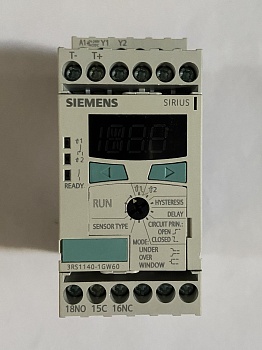 A1 Y1 Y2
T- T+
SIEMENS SIRIUS
READY
RUN
HYSTERESIS
DELAY
SENSOR TYPE
CIRCUIT PRIN.:
OPEN
CLOSED
MODE:
UNDER
OVER
WINDOW
3RS1140-1GW60
18NO 15C 16NC